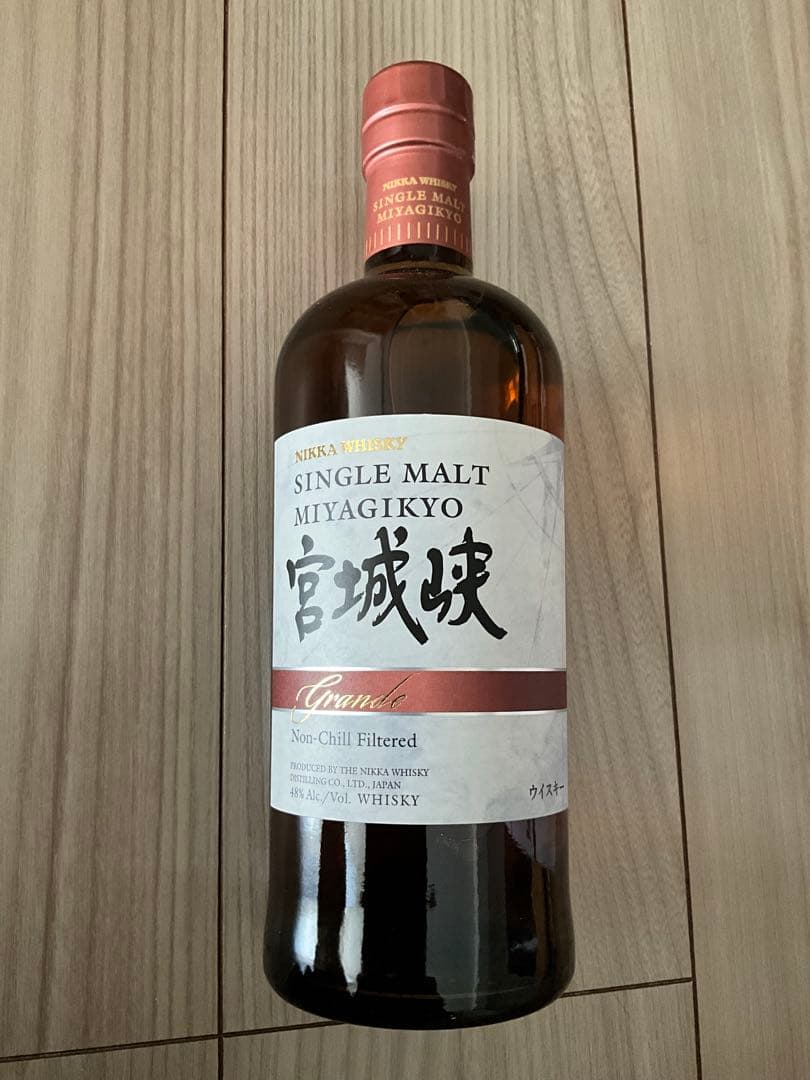 NIKKA WHISKY
SINGLE MALT
MIYAGIKYO
NIKKA WHISKY
SINGLE MALT
MIYAGIKYO
宮城峡
Grande
Non-Chill Filtered
PRODUCED BY THE NIKKA WHISKY
DISTILLING CO., LTD., JAPAN
48% Alc./Vol. WHISKY
ウイスキー